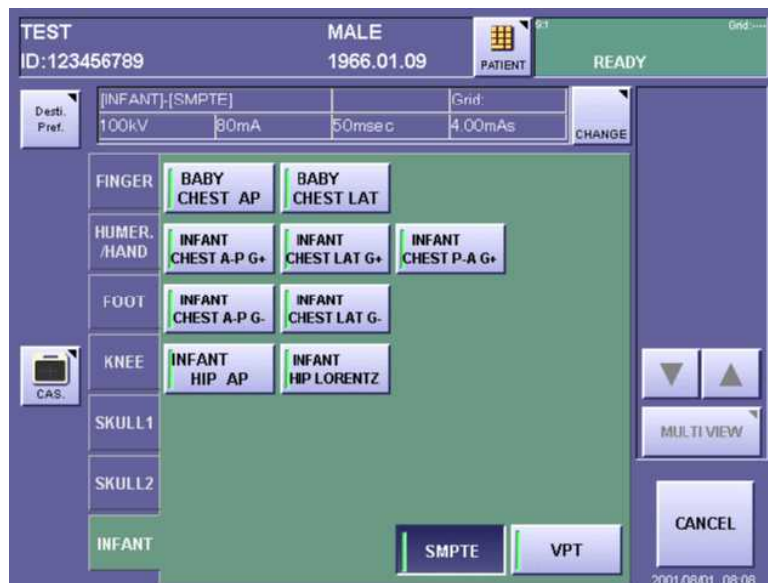 TEST MALE
ID:123456789 1966.01.09
PATIENT
9:1 Grid:----
READY
Desti.
Pref.
[INFANT]-[SMPTE] Grid:
100kV 80mA 50msec 4.00mAs
CHANGE
FINGER
HUMER.
/HAND
FOOT
KNEE
SKULL1
SKULL2
INFANT
BABY
CHEST AP
BABY
CHEST LAT
INFANT
CHEST A-P G+
INFANT
CHEST LAT G+
INFANT
CHEST P-A G+
INFANT
CHEST A-P G-
INFANT
CHEST LAT G-
INFANT
HIP AP
INFANT
HIP LORENTZ
SMPTE
VPT
CAS.
MULTI VIEW
CANCEL
2001/08/01 08:08